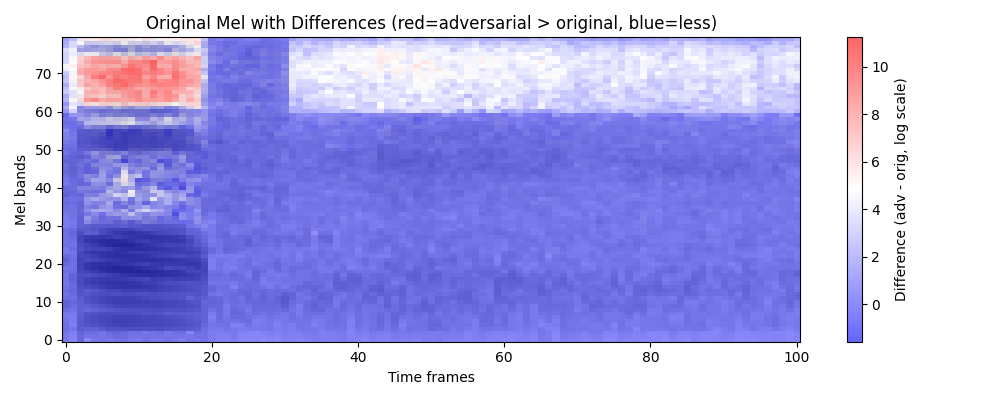 Original Mel with Differences (red=adversarial > original, blue=less)
Mel bands
70
60
50
40
30
20
10
0
0 20 40 60 80 100
Time frames
10
8
6
4
2
0
Difference (adv - orig, log scale)